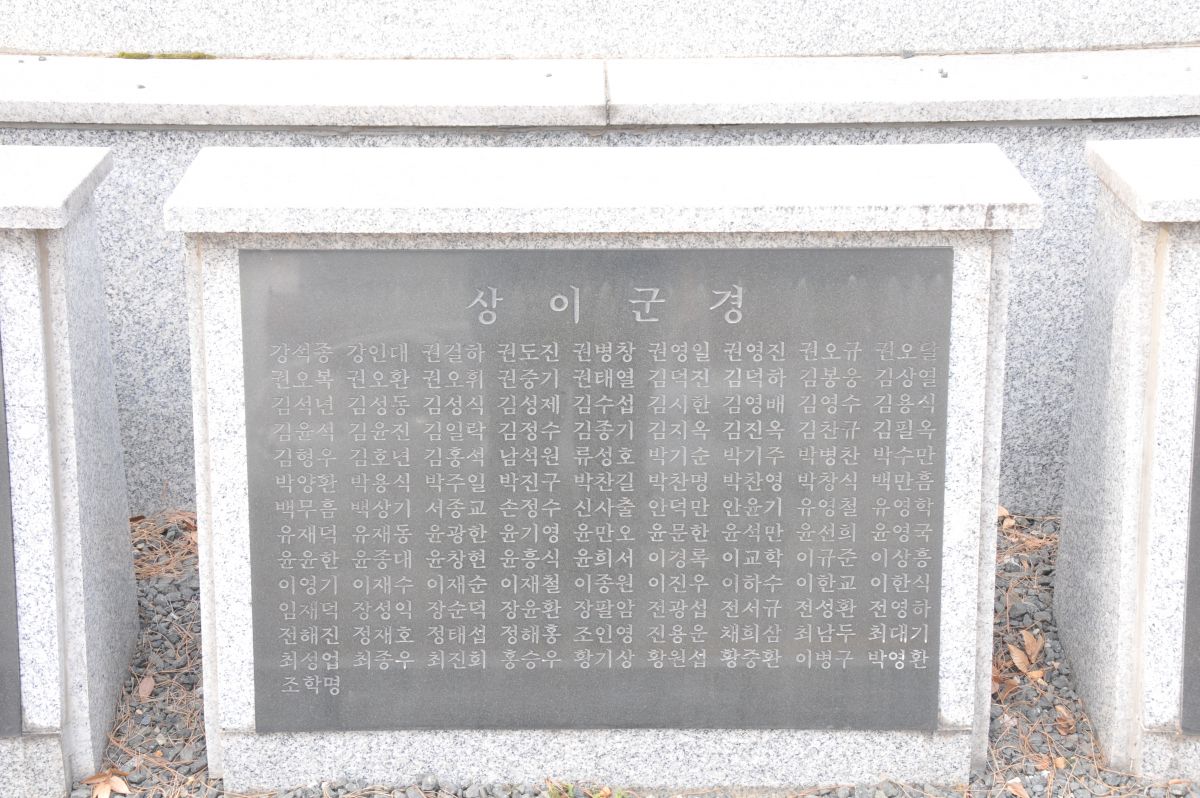 상이군경
강석종 강인대 권길하 권도진 권병창 권영일 권영진 권오규 권오달
권오복 권오환 권오휘 권증기 권태열 김덕진 김덕하 김봉웅 김상열
김석년 김성동 김성식 김성제 김수섭 김시한 김영배 김영수 김용식
김윤식 김윤진 김일락 김정수 김종기 김지옥 김진옥 김찬규 김필옥
김형우 김호년 김홍석 남석원 류성호 박기순 박기주 박병찬 박수만
박양환 박용식 박주일 박진구 박찬길 박찬명 박찬영 박창식 백만흠
백무흠 백상기 서종교 손정수 신사출 안덕만 안윤기 유영철 유영학
유재덕 유재동 윤광한 윤기영 윤만오 윤문한 윤석만 윤선희 윤영국
윤윤한 윤종대 윤창현 윤흥식 윤희서 이경록 이교학 이규준 이상흥
이영기 이재수 이재순 이재철 이종원 이진우 이하수 이한교 이한식
임재덕 장성익 장순덕 장윤환 장팔암 전광섭 전서규 전성환 전영하
전해진 정재호 정태섭 정해홍 조인영 진용운 채희삼 최남두 최대기
최성업 최종우 최진회 홍승우 황기상 황원섭 황중환 이병구 박영환
조학명